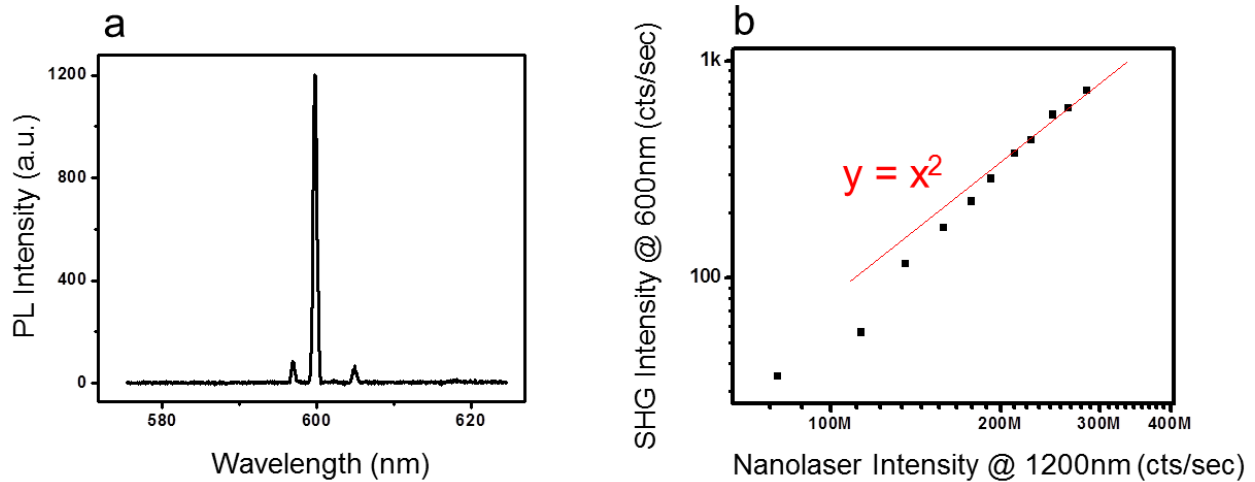 a
PL Intensity (a.u.)
1200
800
400
0
580
600
620
Wavelength (nm)
b
SHG Intensity @ 600nm (cts/sec)
1k
100
y = x²
100M
200M
300M
400M
Nanolaser Intensity @ 1200nm (cts/sec)